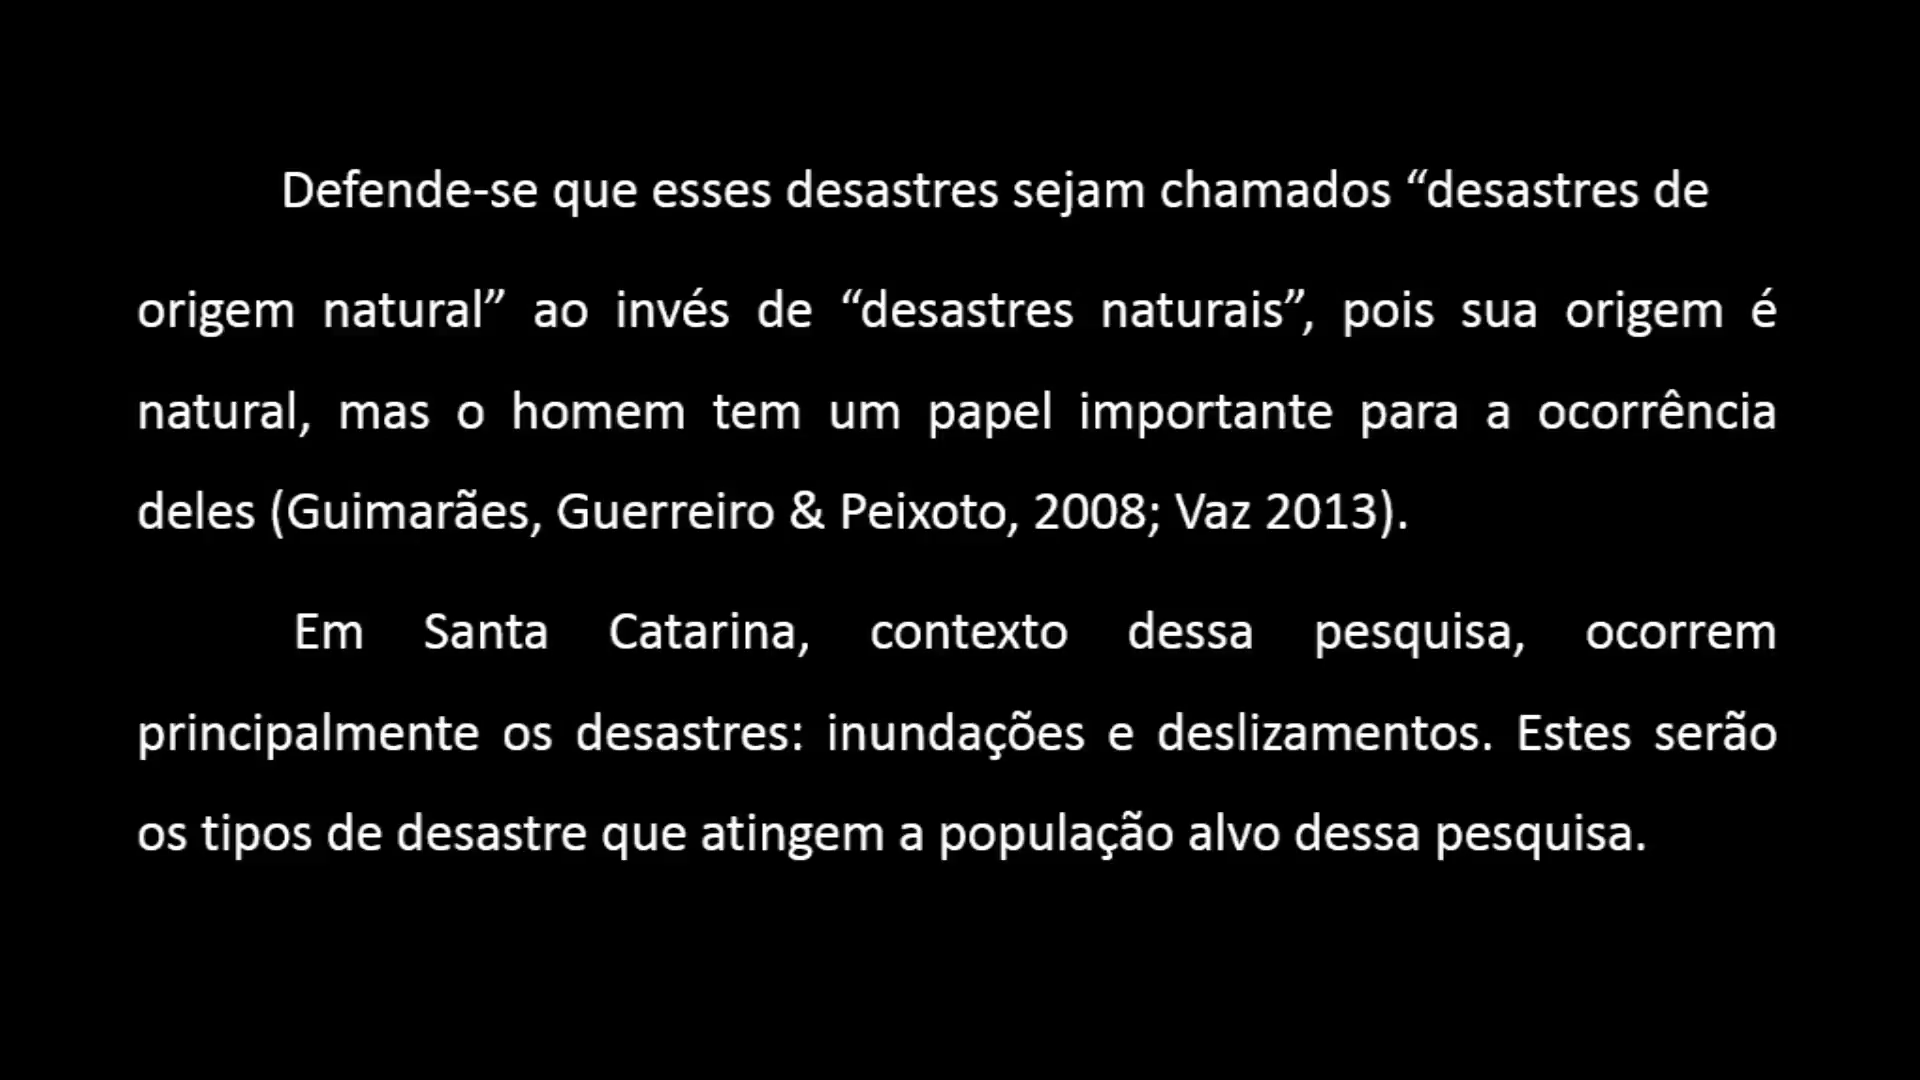 Defende-se que esses desastres sejam chamados “desastres de
origem natural” ao invés de “desastres naturais”, pois sua origem é
natural, mas o homem tem um papel importante para a ocorrência
deles (Guimarães, Guerreiro & Peixoto, 2008; Vaz 2013).
Em Santa Catarina, contexto dessa pesquisa, ocorrem
principalmente os desastres: inundações e deslizamentos. Estes serão
os tipos de desastre que atingem a população alvo dessa pesquisa.